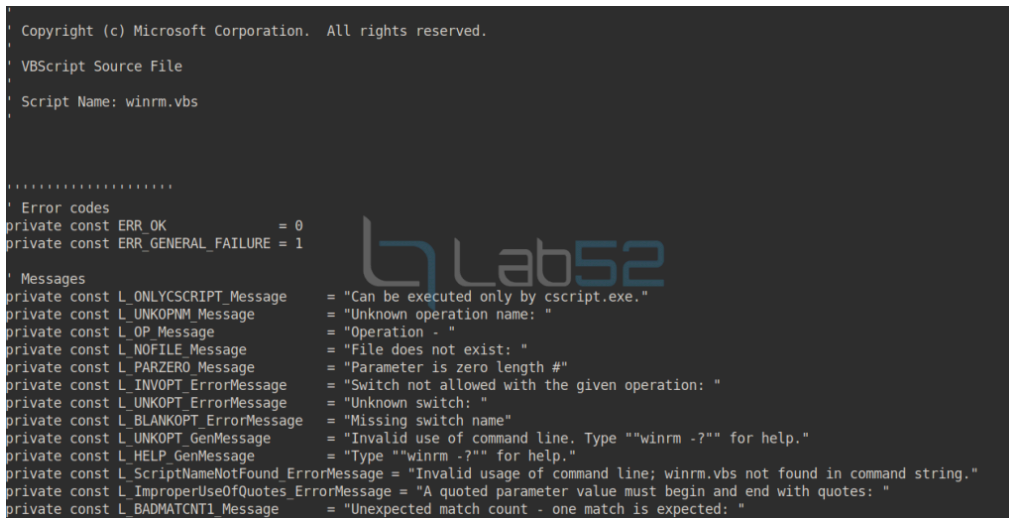 '
' Copyright (c) Microsoft Corporation.  All rights reserved.
'
' VBScript Source File
'
' Script Name: winrm.vbs
'
'''''''''''''''''''''
' Error codes
private const ERR_OK              = 0
private const ERR_GENERAL_FAILURE = 1
Lab52
' Messages
private const L_ONLYCSCRIPT_Message     = "Can be executed only by cscript.exe."
private const L_UNKOPNM_Message         = "Unknown operation name: "
private const L_OP_Message              = "Operation - "
private const L_NOFILE_Message          = "File does not exist: "
private const L_PARZERO_Message         = "Parameter is zero length #"
private const L_INVOPT_ErrorMessage     = "Switch not allowed with the given operation: "
private const L_UNKOPT_ErrorMessage     = "Unknown switch: "
private const L_BLANKOPT_ErrorMessage   = "Missing switch name"
private const L_UNKOPT_GenMessage       = "Invalid use of command line. Type ""winrm -?"" for help."
private const L_HELP_GenMessage         = "Type ""winrm -?"" for help."
private const L_ScriptNameNotFound_ErrorMessage = "Invalid usage of command line; winrm.vbs not found in command string."
private const L_ImproperUseOfQuotes_ErrorMessage = "A quoted parameter value must begin and end with quotes: "
private const L_BADMATCNT1_Message      = "Unexpected match count - one match is expected: "